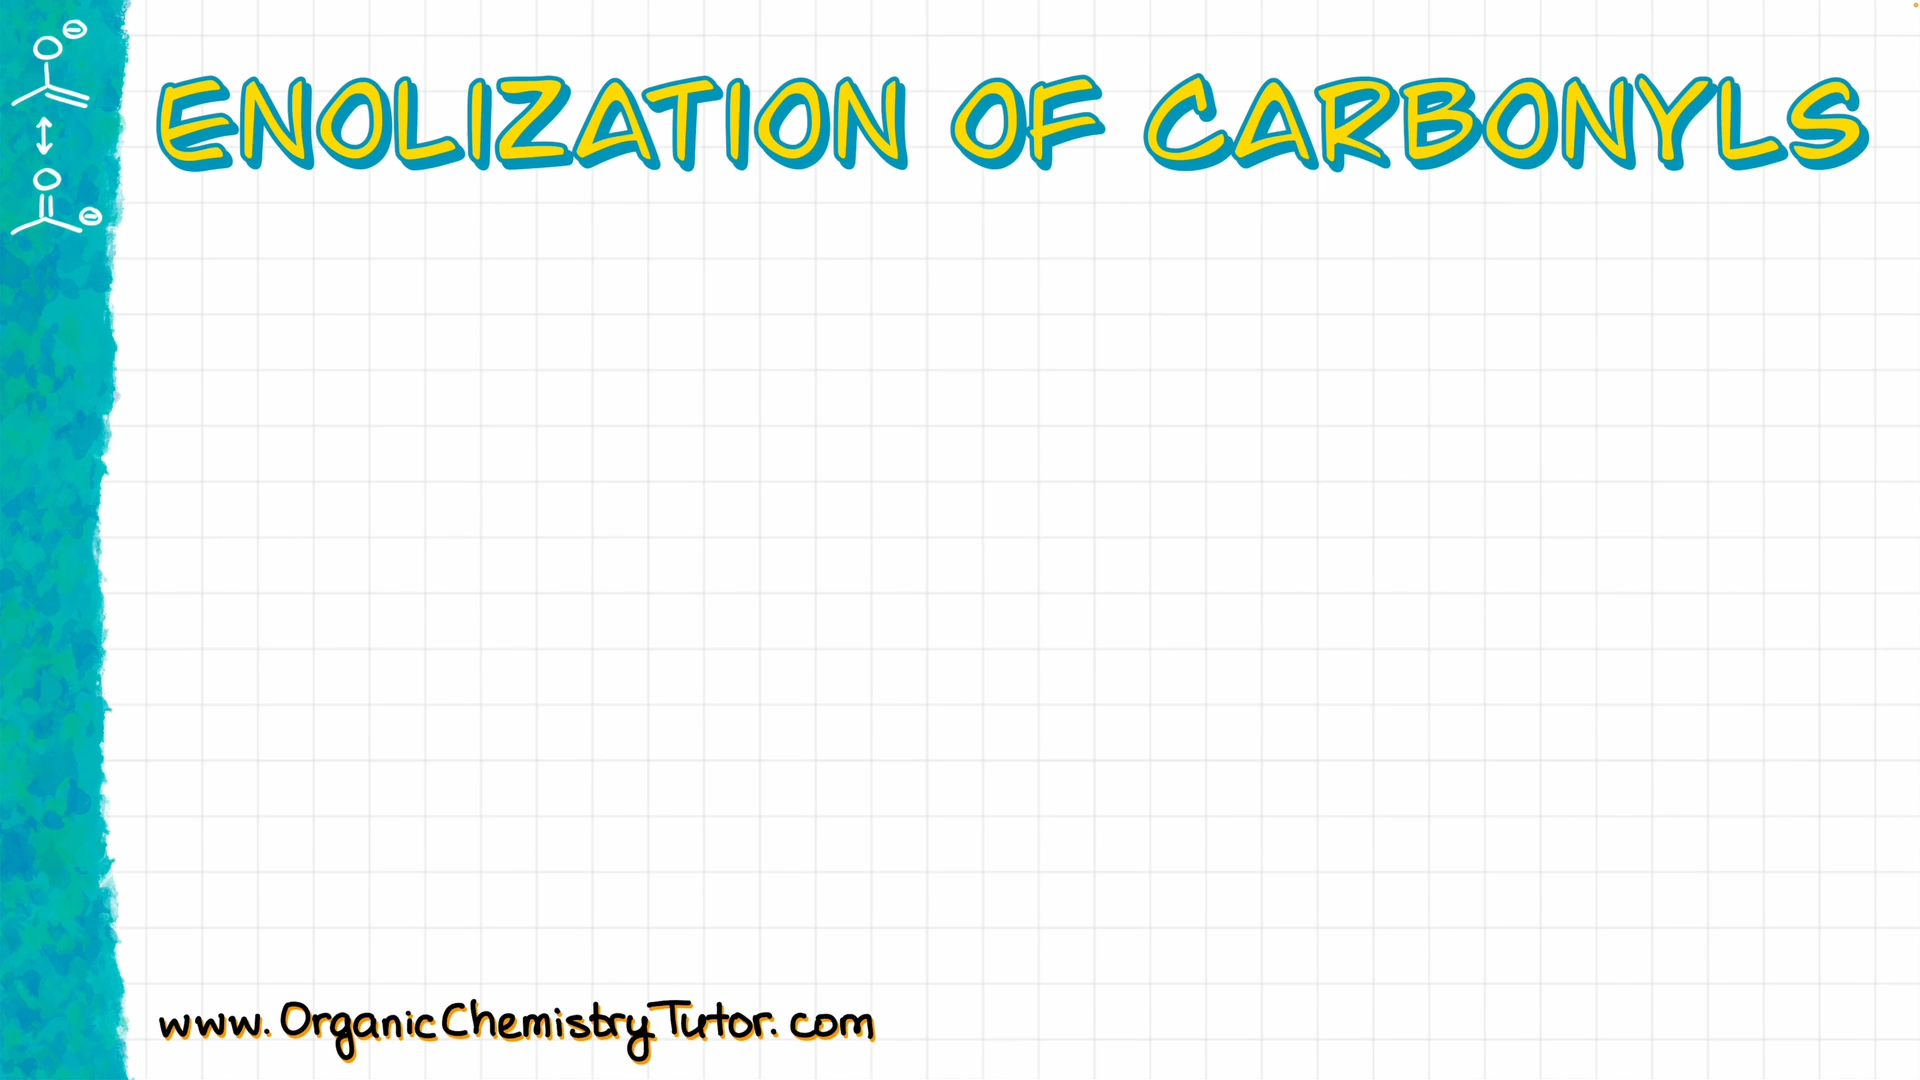 O⊖
O
⊖
ENOLIZATION OF CARBONYLS
www.OrganicChemistryTutor.com